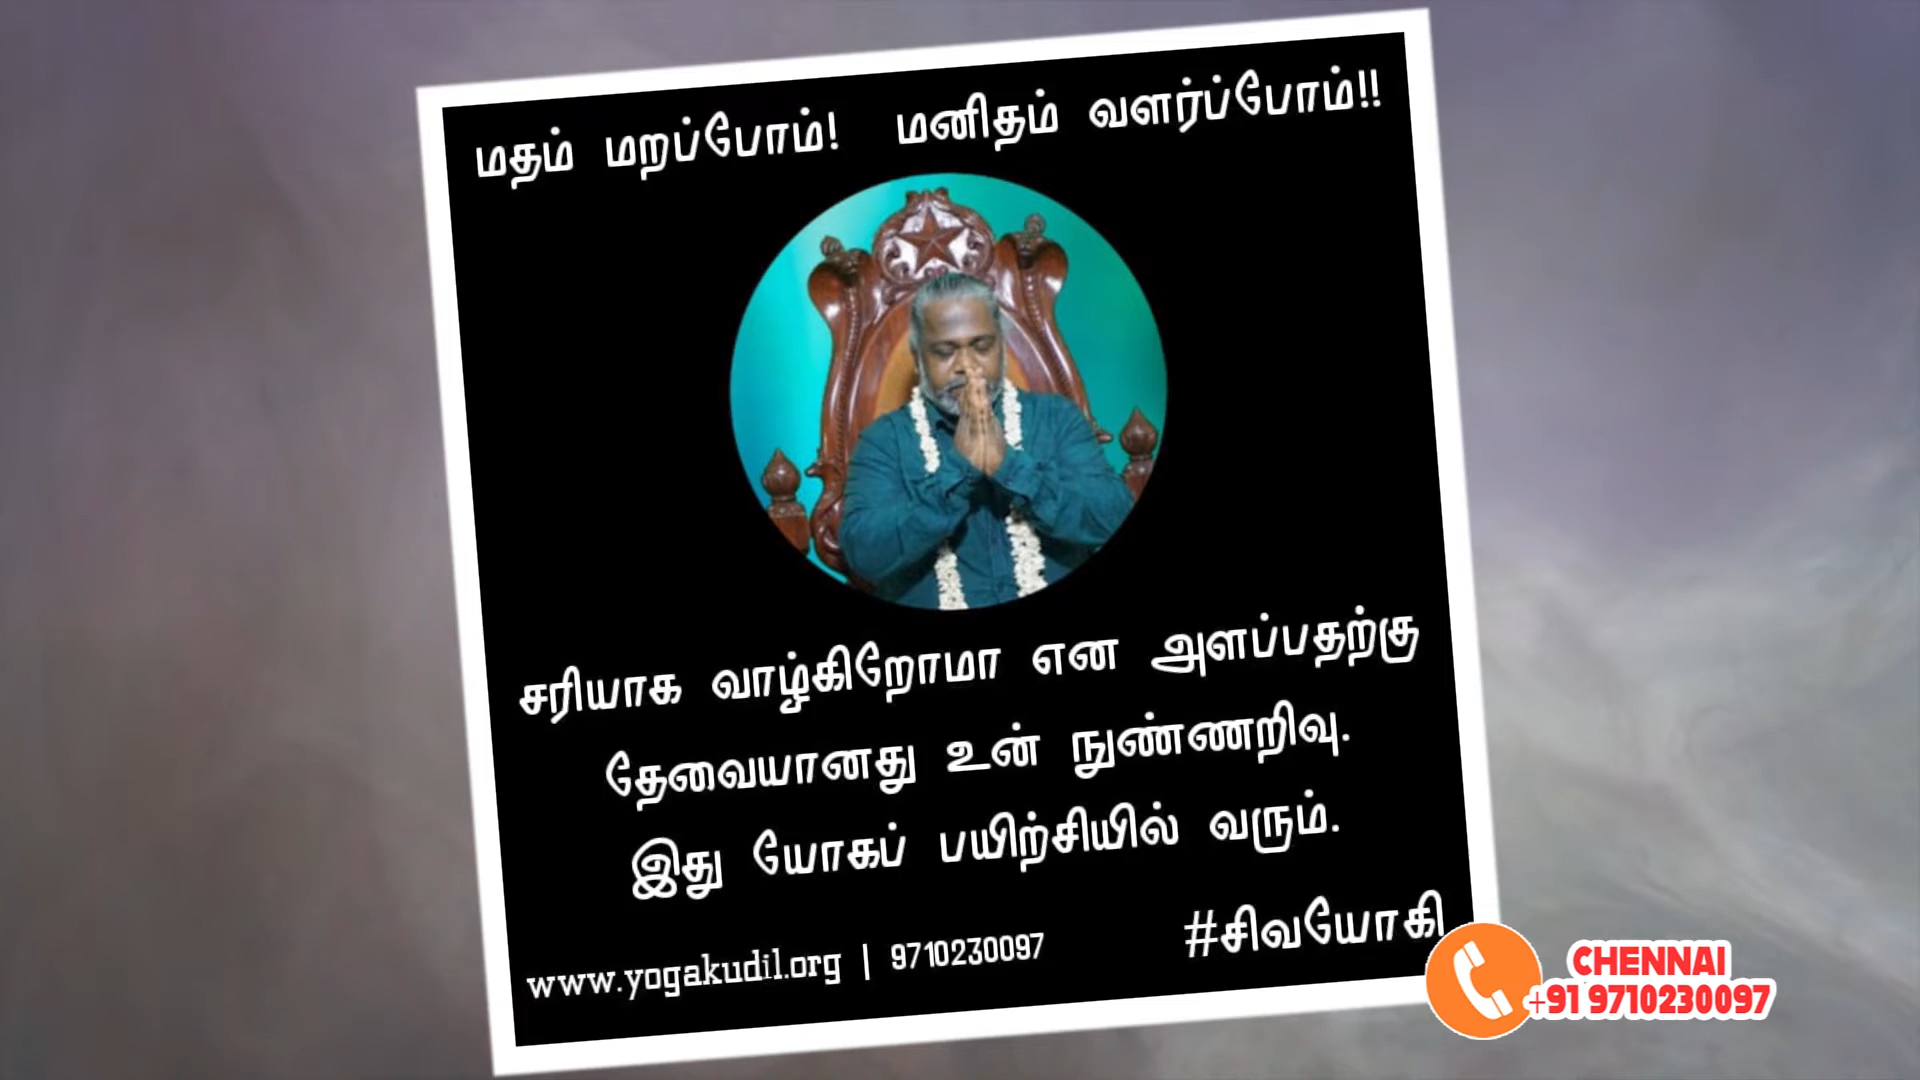 மதம் மறப்போம்! மனிதம் வளர்ப்போம்!!
சரியாக வாழ்கிறோமா என அளப்பதற்கு
தேவையானது உன் நுண்ணறிவு.
இது யோகப் பயிற்சியில் வரும்.
#சிவயோகி
www.yogakudil.org | 9710230097
CHENNAI
+91 9710230097